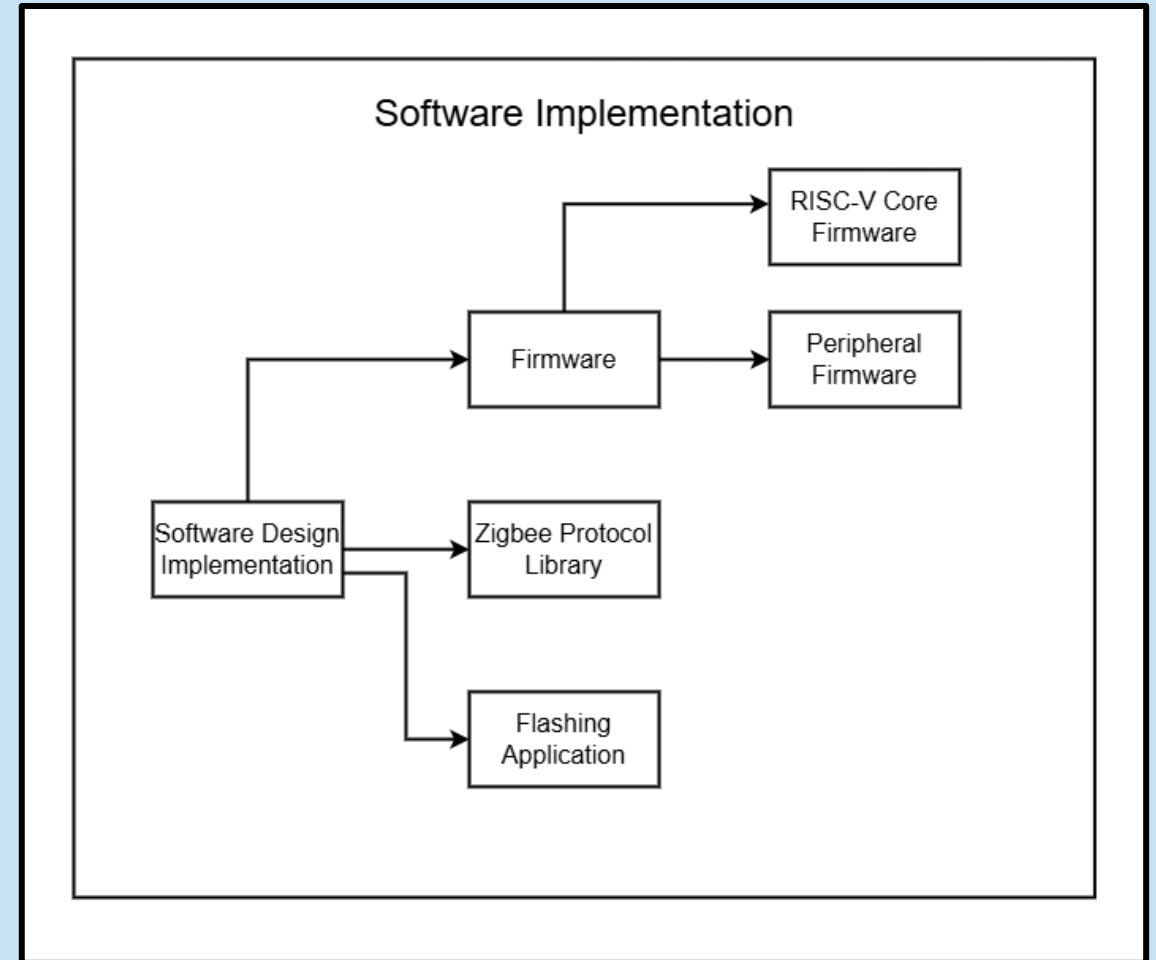 Software Implementation
RISC-V Core
Firmware
Firmware
Peripheral
Firmware
Software Design
Implementation
Zigbee Protocol
Library
Flashing
Application